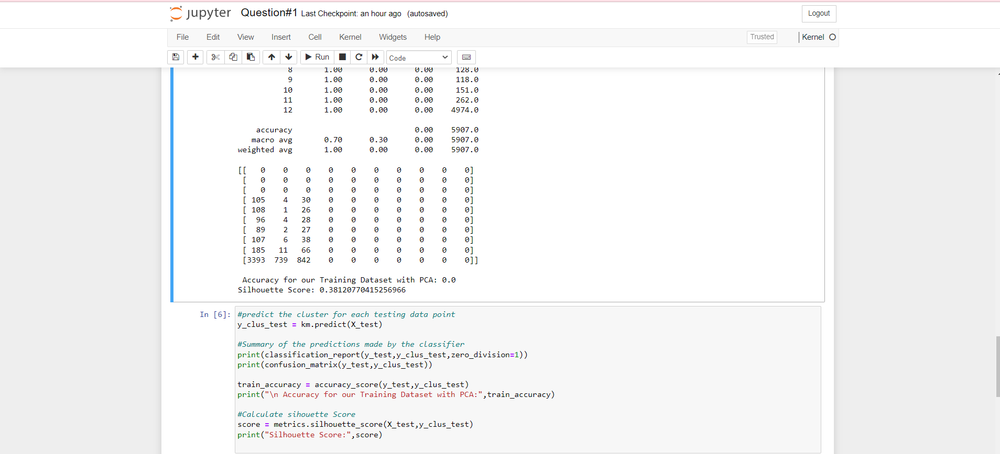 jupyter Question#1 Last Checkpoint: an hour ago (autosaved) Logout
File Edit View Insert Cell Kernel Widgets Help Trusted Kernel
Run Code
8 1.00 0.00 0.00 128.0
9 1.00 0.00 0.00 118.0
10 1.00 0.00 0.00 151.0
11 1.00 0.00 0.00 262.0
12 1.00 0.00 0.00 4974.0
accuracy 0.00 5907.0
macro avg 0.70 0.30 0.00 5907.0
weighted avg 1.00 0.00 0.00 5907.0
[[ 0 0 0 0 0 0 0 0 0 0]
[ 0 0 0 0 0 0 0 0 0 0]
[ 0 0 0 0 0 0 0 0 0 0]
[ 105 4 30 0 0 0 0 0 0 0]
[ 108 1 26 0 0 0 0 0 0 0]
[ 96 4 28 0 0 0 0 0 0 0]
[ 89 2 27 0 0 0 0 0 0 0]
[ 107 6 38 0 0 0 0 0 0 0]
[ 185 11 66 0 0 0 0 0 0 0]
[3393 739 842 0 0 0 0 0 0 0]]
Accuracy for our Training Dataset with PCA: 0.0
Silhouette Score: 0.38120770415256966
In [6]: #predict the cluster for each testing data point
y_clus_test = km.predict(X_test)
#Summary of the predictions made by the classifier
print(classification_report(y_test,y_clus_test,zero_division=1))
print(confusion_matrix(y_test,y_clus_test))
train_accuracy = accuracy_score(y_test,y_clus_test)
print("\n Accuracy for our Training Dataset with PCA:",train_accuracy)
#Calculate sihouette Score
score = metrics.silhouette_score(X_test,y_clus_test)
print("Silhouette Score:",score)